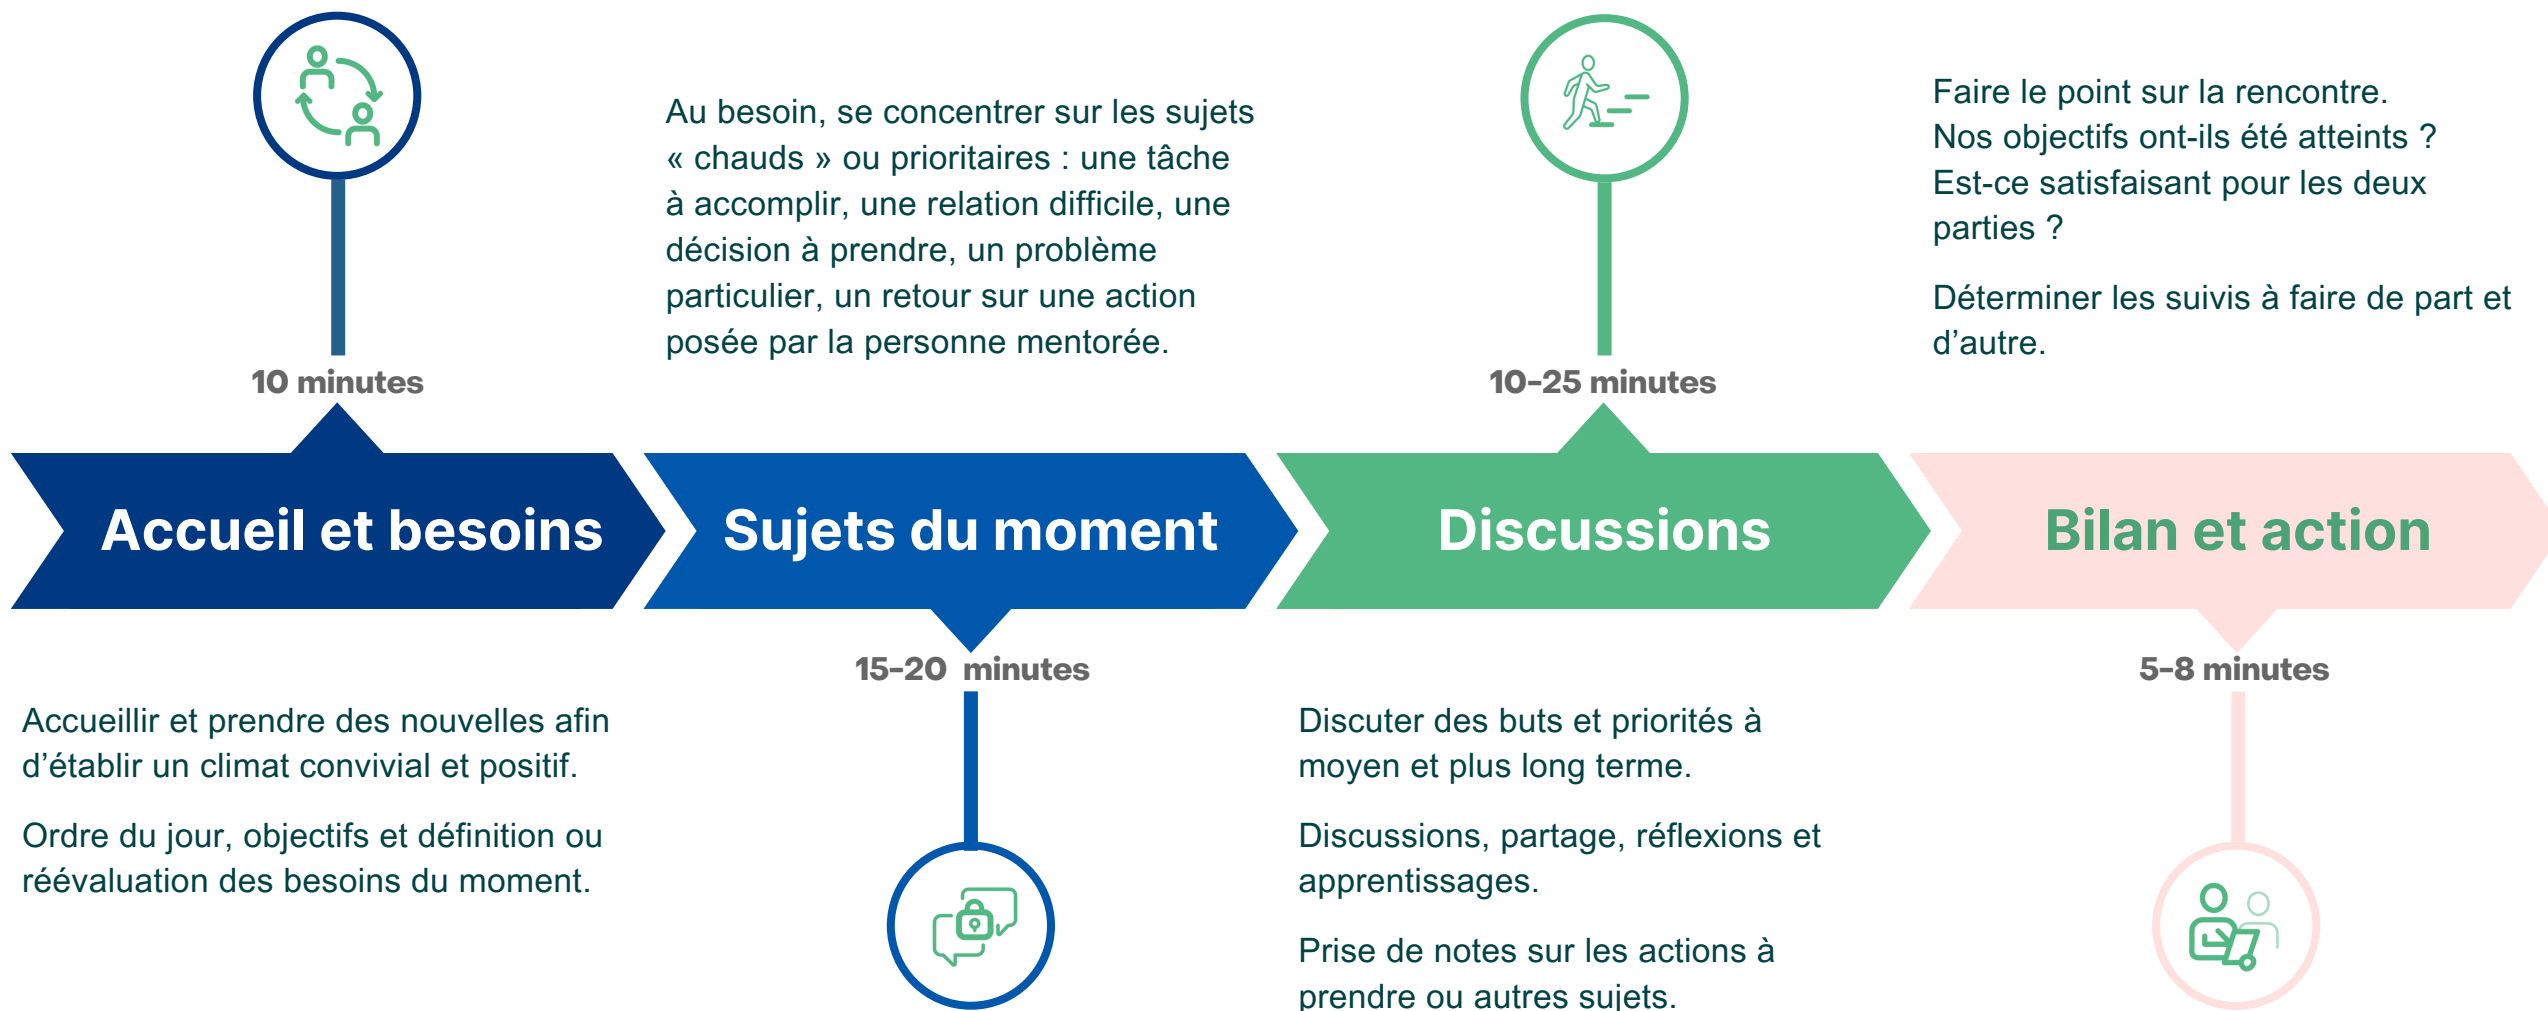 10 minutes
Accueil et besoins
Accueillir et prendre des nouvelles afin
d’établir un climat convivial et positif.
Ordre du jour, objectifs et définition ou
réévaluation des besoins du moment.
Au besoin, se concentrer sur les sujets
« chauds » ou prioritaires : une tâche
à accomplir, une relation difficile, une
décision à prendre, un problème
particulier, un retour sur une action
posée par la personne mentorée.
Sujets du moment
15-20 minutes
10-25 minutes
Discussions
Discuter des buts et priorités à
moyen et plus long terme.
Discussions, partage, réflexions et
apprentissages.
Prise de notes sur les actions à
prendre ou autres sujets.
Faire le point sur la rencontre.
Nos objectifs ont-ils été atteints ?
Est-ce satisfaisant pour les deux
parties ?
Déterminer les suivis à faire de part et
d’autre.
Bilan et action
5-8 minutes